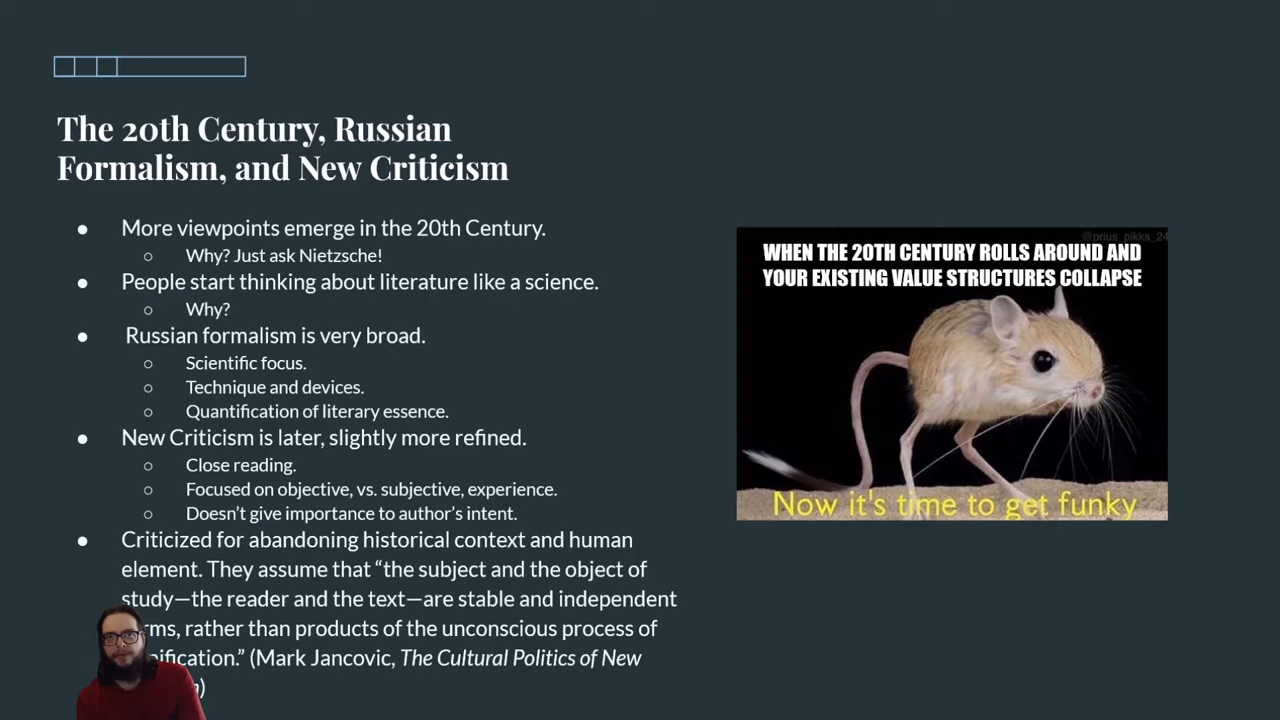 The 20th Century, Russian
Formalism, and New Criticism
● More viewpoints emerge in the 20th Century.
○ Why? Just ask Nietzsche!
● People start thinking about literature like a science.
○ Why?
● Russian formalism is very broad.
○ Scientific focus.
○ Technique and devices.
○ Quantification of literary essence.
● New Criticism is later, slightly more refined.
○ Close reading.
○ Focused on objective, vs. subjective, experience.
○ Doesn’t give importance to author’s intent.
● Criticized for abandoning historical context and human
element. They assume that “the subject and the object of
study—the reader and the text—are stable and independent
rather than products of the unconscious process of
(Mark Jancovic, The Cultural Politics of New
@prius_pikks_24
WHEN THE 20TH CENTURY ROLLS AROUND AND
YOUR EXISTING VALUE STRUCTURES COLLAPSE
Now it's time to get funky